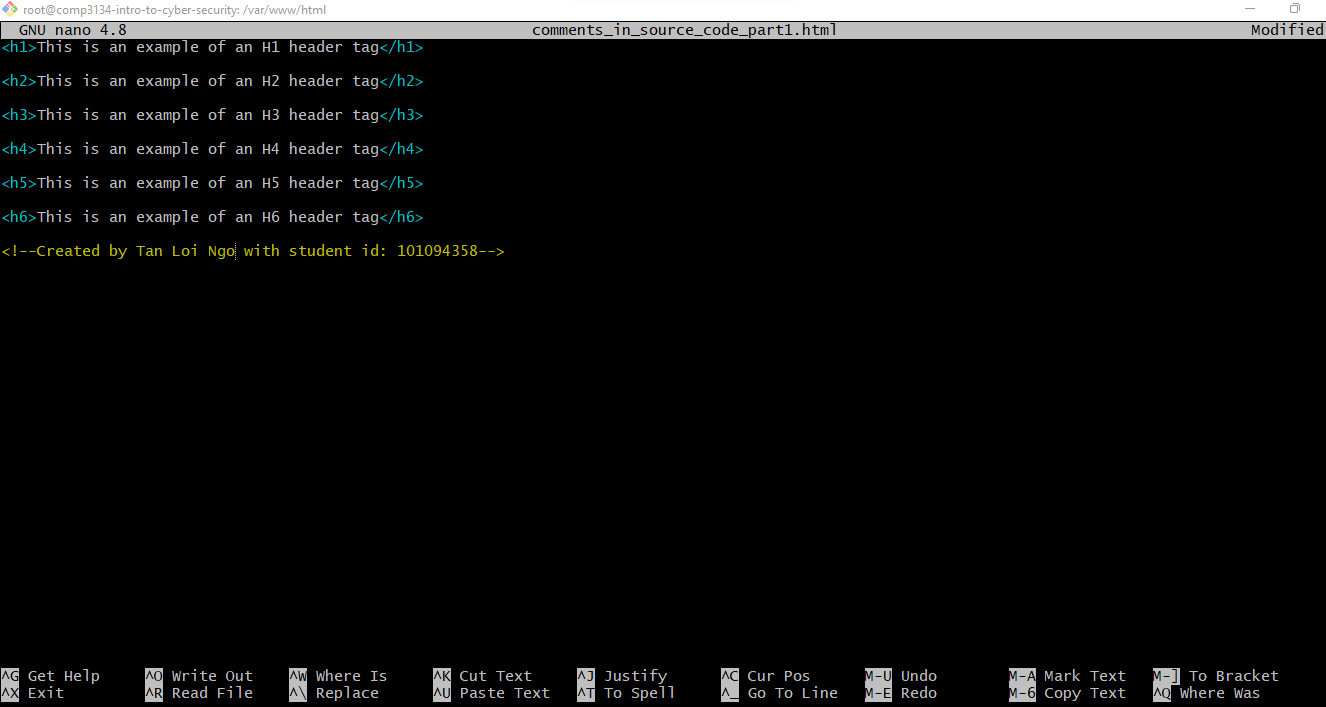 root@comp3134-intro-to-cyber-security: /var/www/html
GNU nano 4.8 comments_in_source_code_part1.html Modified
<h1>This is an example of an H1 header tag</h1>
<h2>This is an example of an H2 header tag</h2>
<h3>This is an example of an H3 header tag</h3>
<h4>This is an example of an H4 header tag</h4>
<h5>This is an example of an H5 header tag</h5>
<h6>This is an example of an H6 header tag</h6>
<!--Created by Tan Loi Ngo with student id: 101094358-->
^G Get Help ^O Write Out ^W Where Is ^K Cut Text ^J Justify ^C Cur Pos M-U Undo M-A Mark Text M-] To Bracket
^X Exit ^R Read File ^\ Replace ^U Paste Text ^T To Spell ^_ Go To Line M-E Redo M-6 Copy Text ^Q Where Was